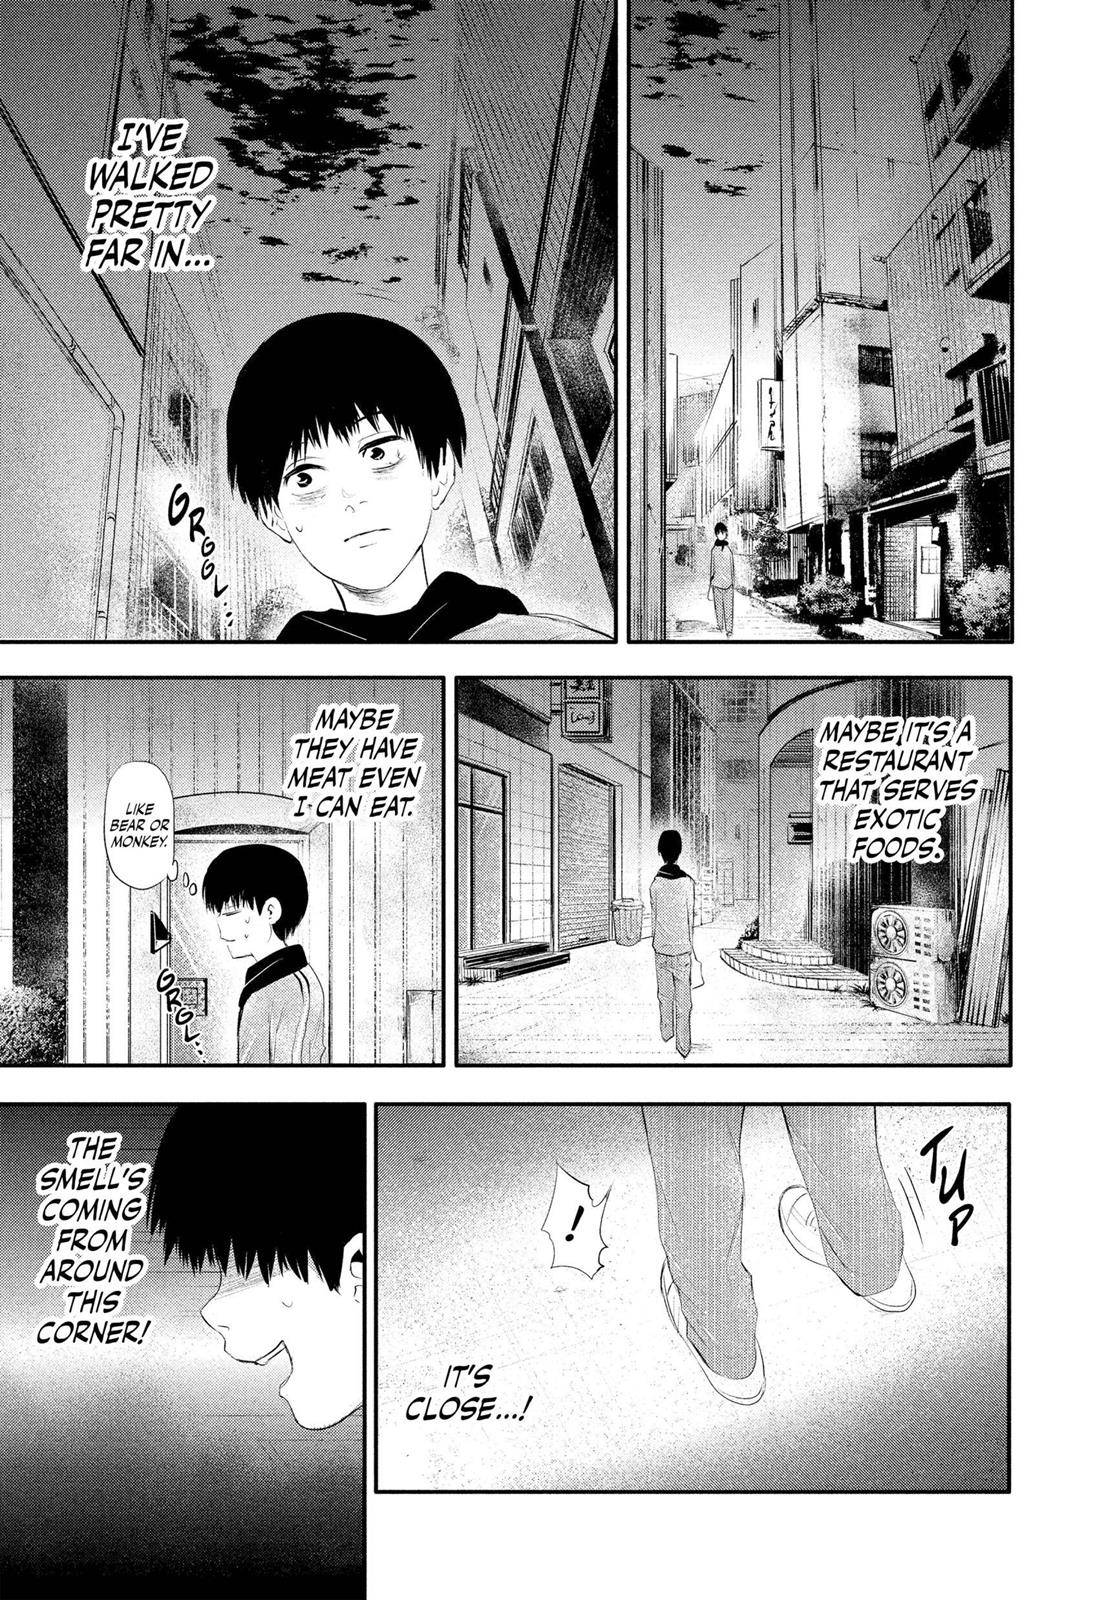 I'VE
WALKED
PRETTY
FAR IN...
GRGGL...
MAYBE IT'S A
RESTAURANT
THAT SERVES
EXOTIC
FOODS.
MAYBE
THEY HAVE
MEAT EVEN
I CAN EAT.
LIKE
BEAR OR
MONKEY.
GRGL...
TUP
!
IT'S
CLOSE...!
THE
SMELL'S
COMING
FROM
AROUND
THIS
CORNER!